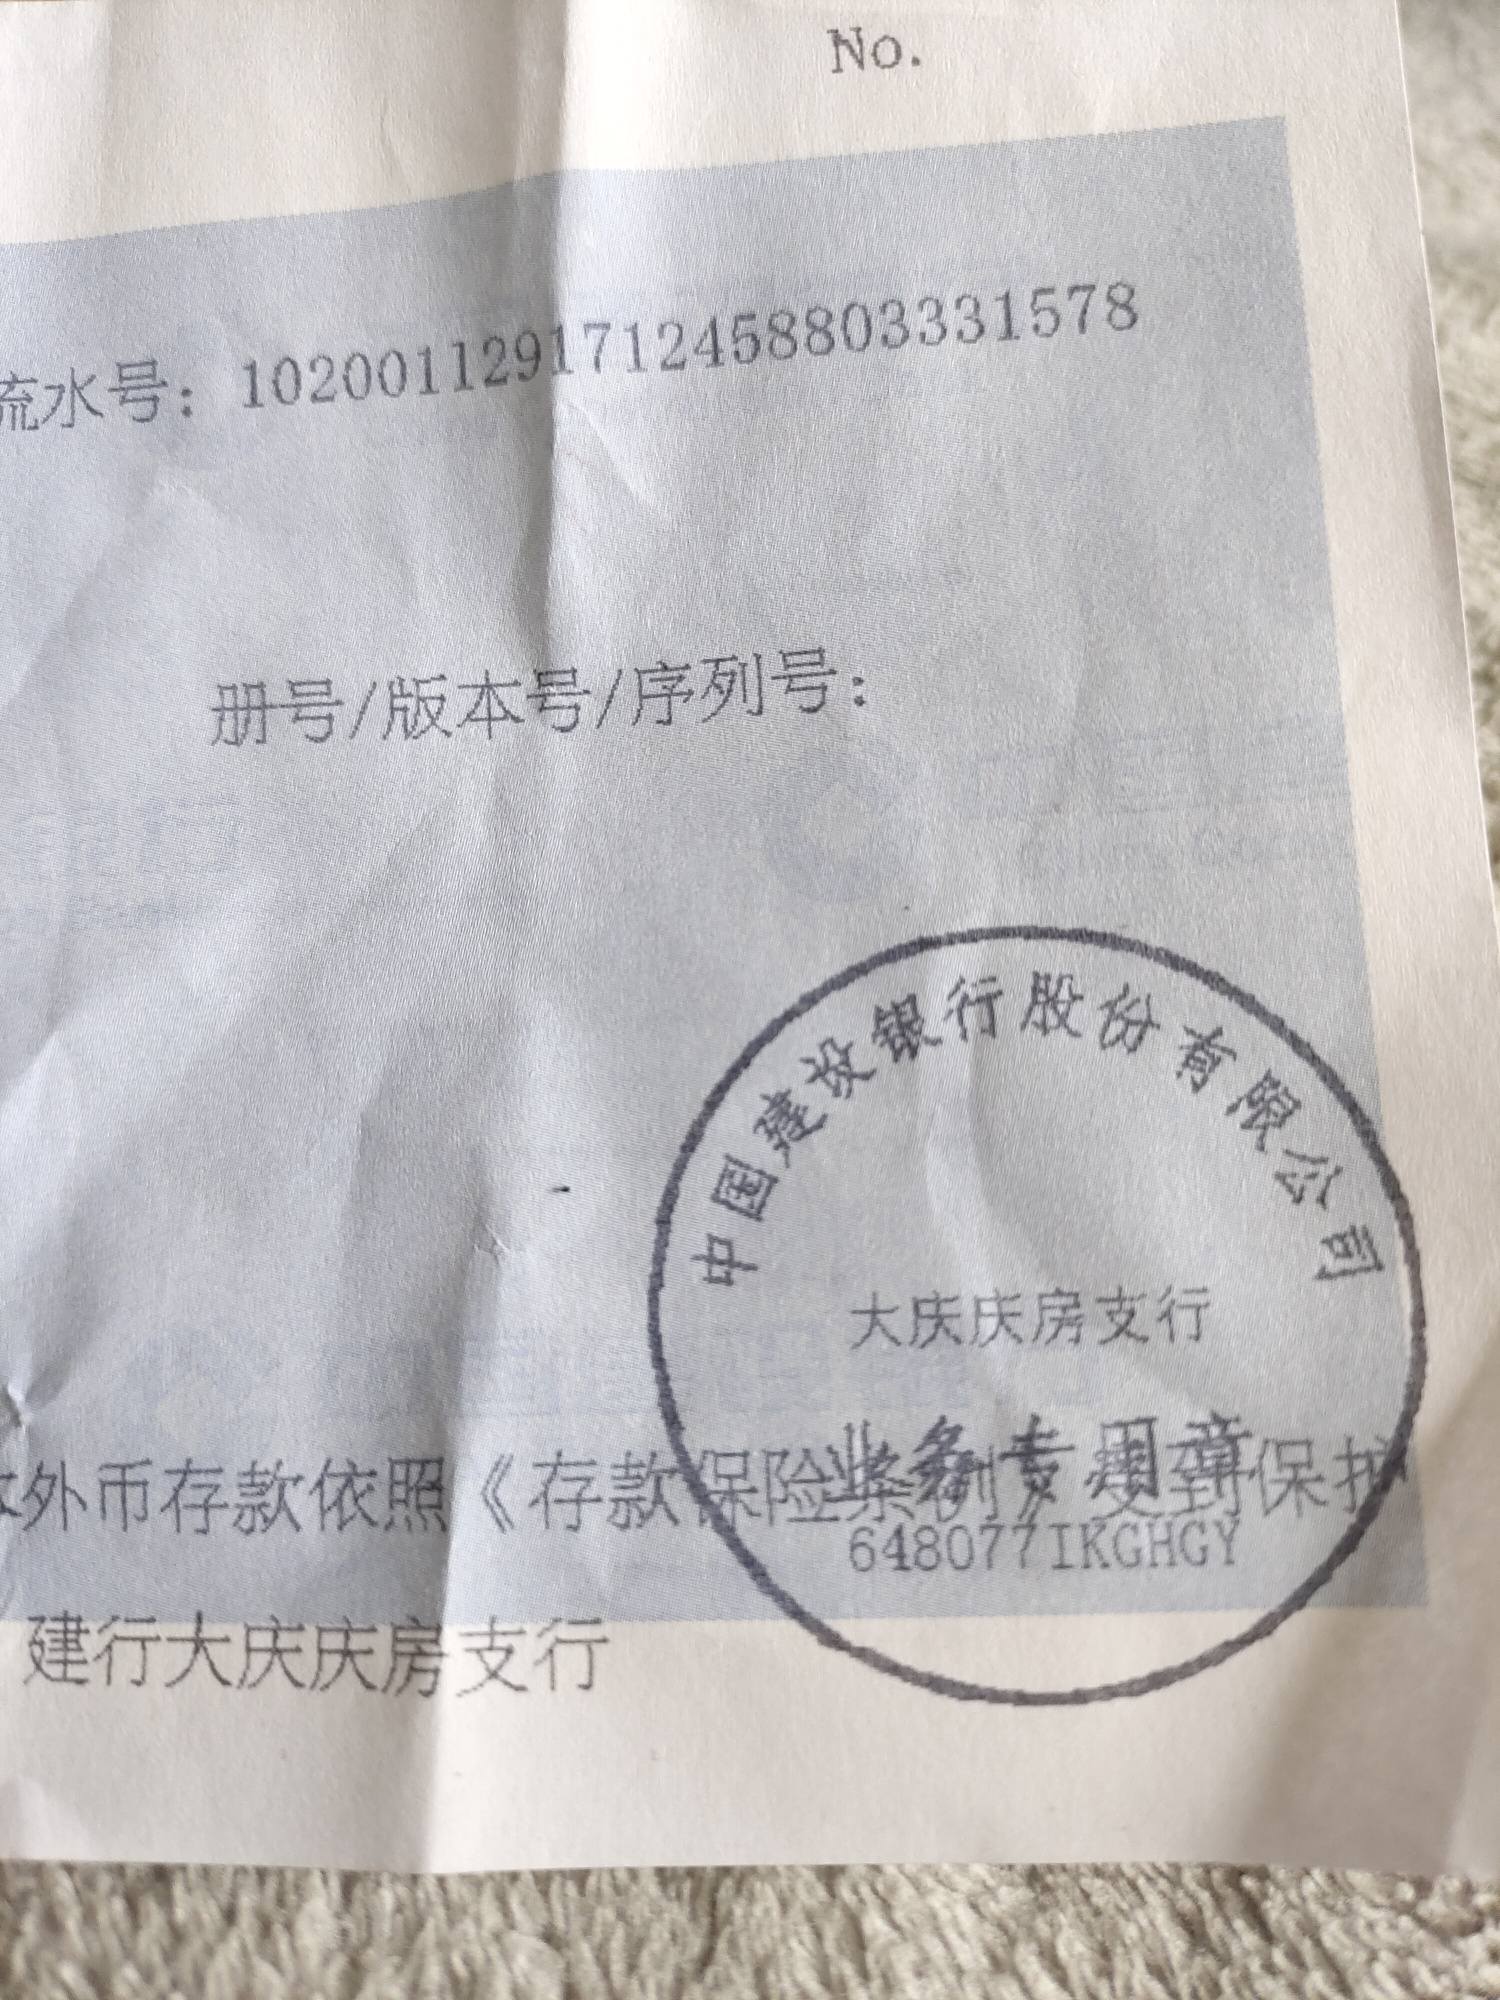 No.
流水号：1020011291712458803331578
册号/版本号/序列号：
中国建设银行股份有限公司
大庆庆房支行
业务专用章
外币存款依照《存款保险条例》受到保护
648077IKGHGY
建行大庆庆房支行